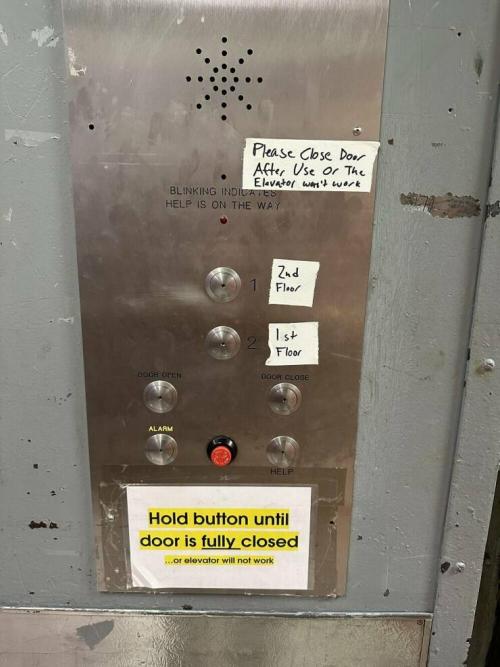 Please Close Door
After Use Or The
Elevator won't work
BLINKING INDICATES
HELP IS ON THE WAY
1
2nd
Floor
2
1st
Floor
DOOR OPEN
DOOR CLOSE
ALARM
HELP
Hold button until
door is fully closed
...or elevator will not work